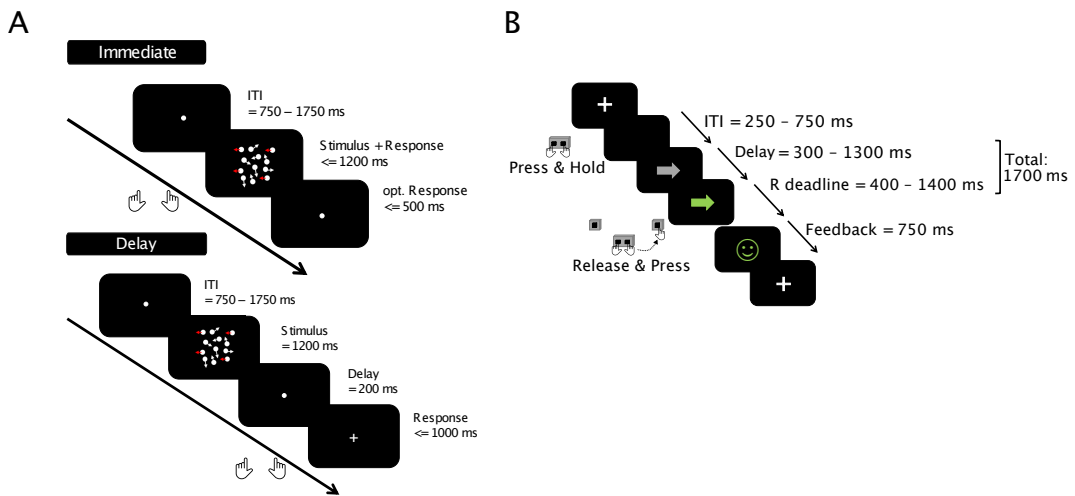 A
Immediate
ITI
= 750 – 1750 ms
Stimulus + Response
<= 1200 ms
opt. Response
<= 500 ms
Delay
ITI
= 750 – 1750 ms
Stimulus
= 1200 ms
Delay
= 200 ms
Response
<= 1000 ms
B
ITI = 250 – 750 ms
Press & Hold
Delay = 300 – 1300 ms
R deadline = 400 – 1400 ms
Total:
1700 ms
Feedback = 750 ms
Release & Press